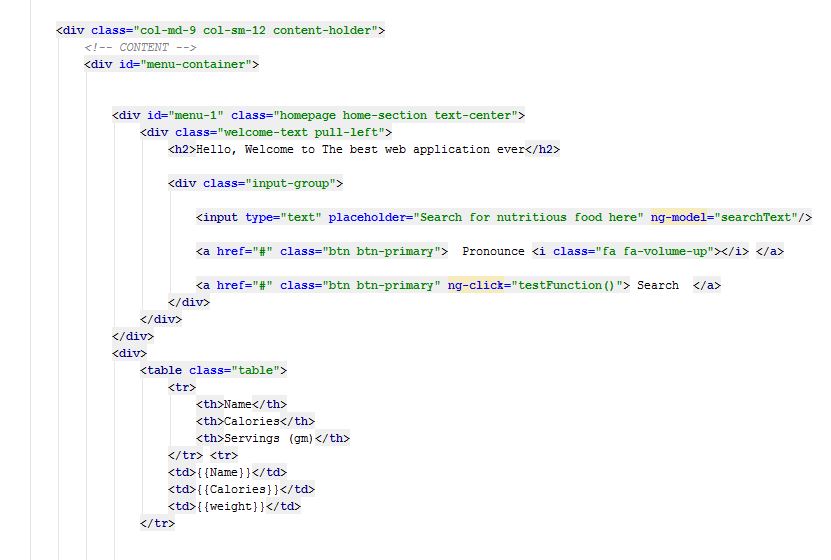 <div class="col-md-9 col-sm-12 content-holder">
<!-- CONTENT -->
<div id="menu-container">
<div id="menu-1" class="homepage home-section text-center">
<div class="welcome-text pull-left">
<h2>Hello, Welcome to The best web application ever</h2>
<div class="input-group">
<input type="text" placeholder="Search for nutritious food here" ng-model="searchText"/>
<a href="#" class="btn btn-primary">  Pronounce <i class="fa fa-volume-up"></i> </a>
<a href="#" class="btn btn-primary" ng-click="testFunction()"> Search  </a>
</div>
</div>
</div>
<div>
<table class="table">
<tr>
<th>Name</th>
<th>Calories</th>
<th>Servings (gm)</th>
</tr> <tr>
<td>{{Name}}</td>
<td>{{Calories}}</td>
<td>{{weight}}</td>
</tr>